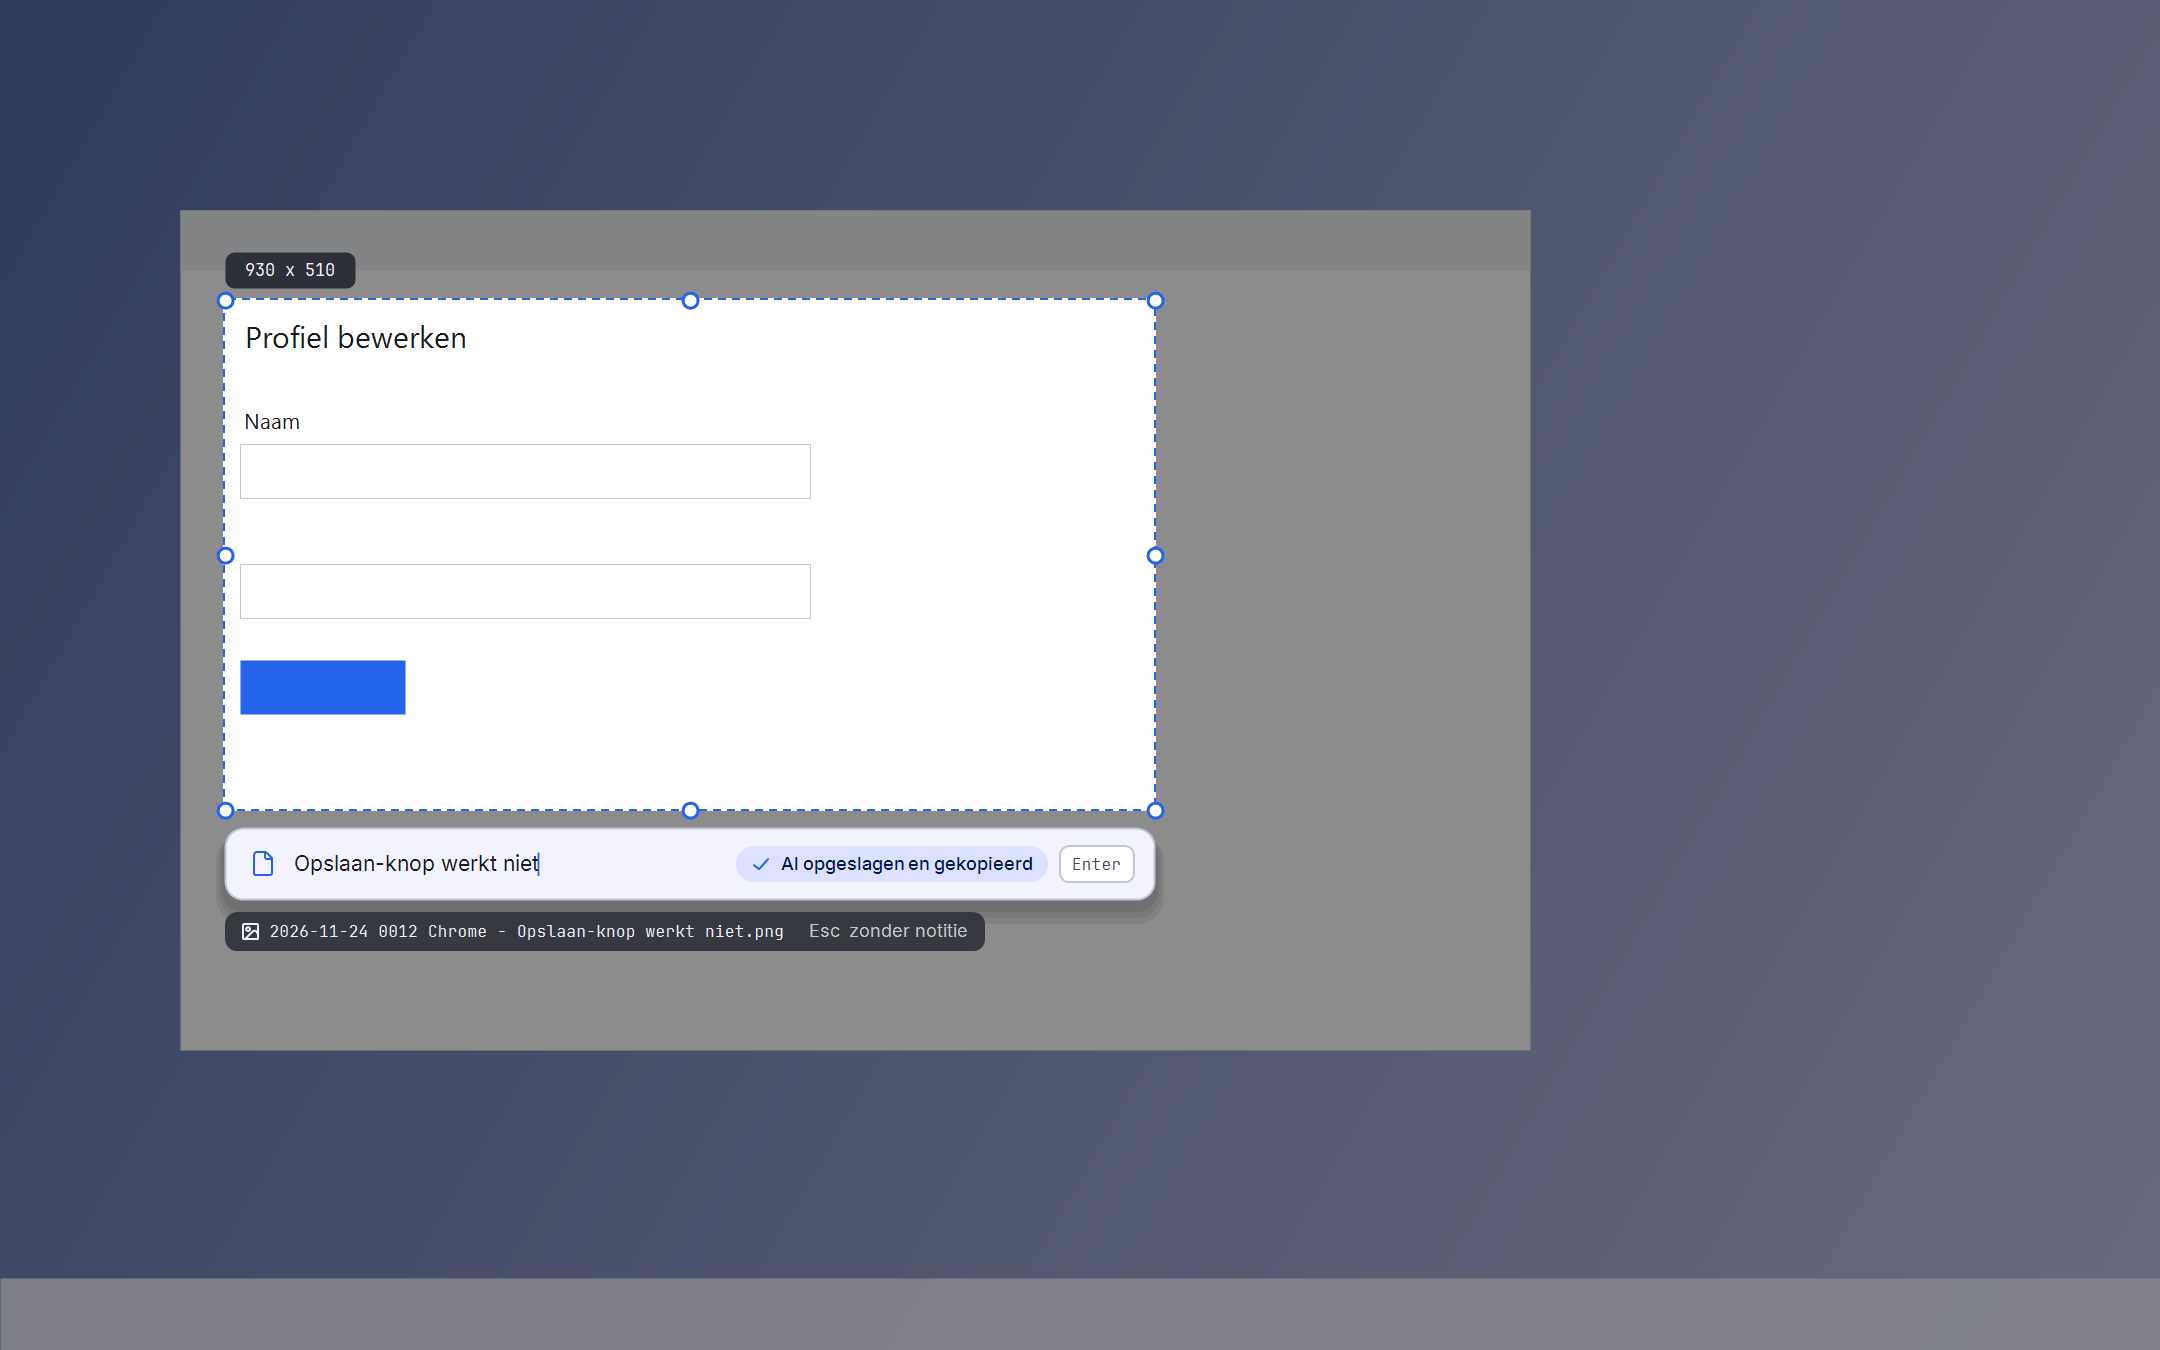 930 x 510
Profiel bewerken
Naam
Opslaan-knop werkt niet
Al opgeslagen en gekopieerd
Enter
2026-11-24 0012 Chrome - Opslaan-knop werkt niet.png
Esc zonder notitie